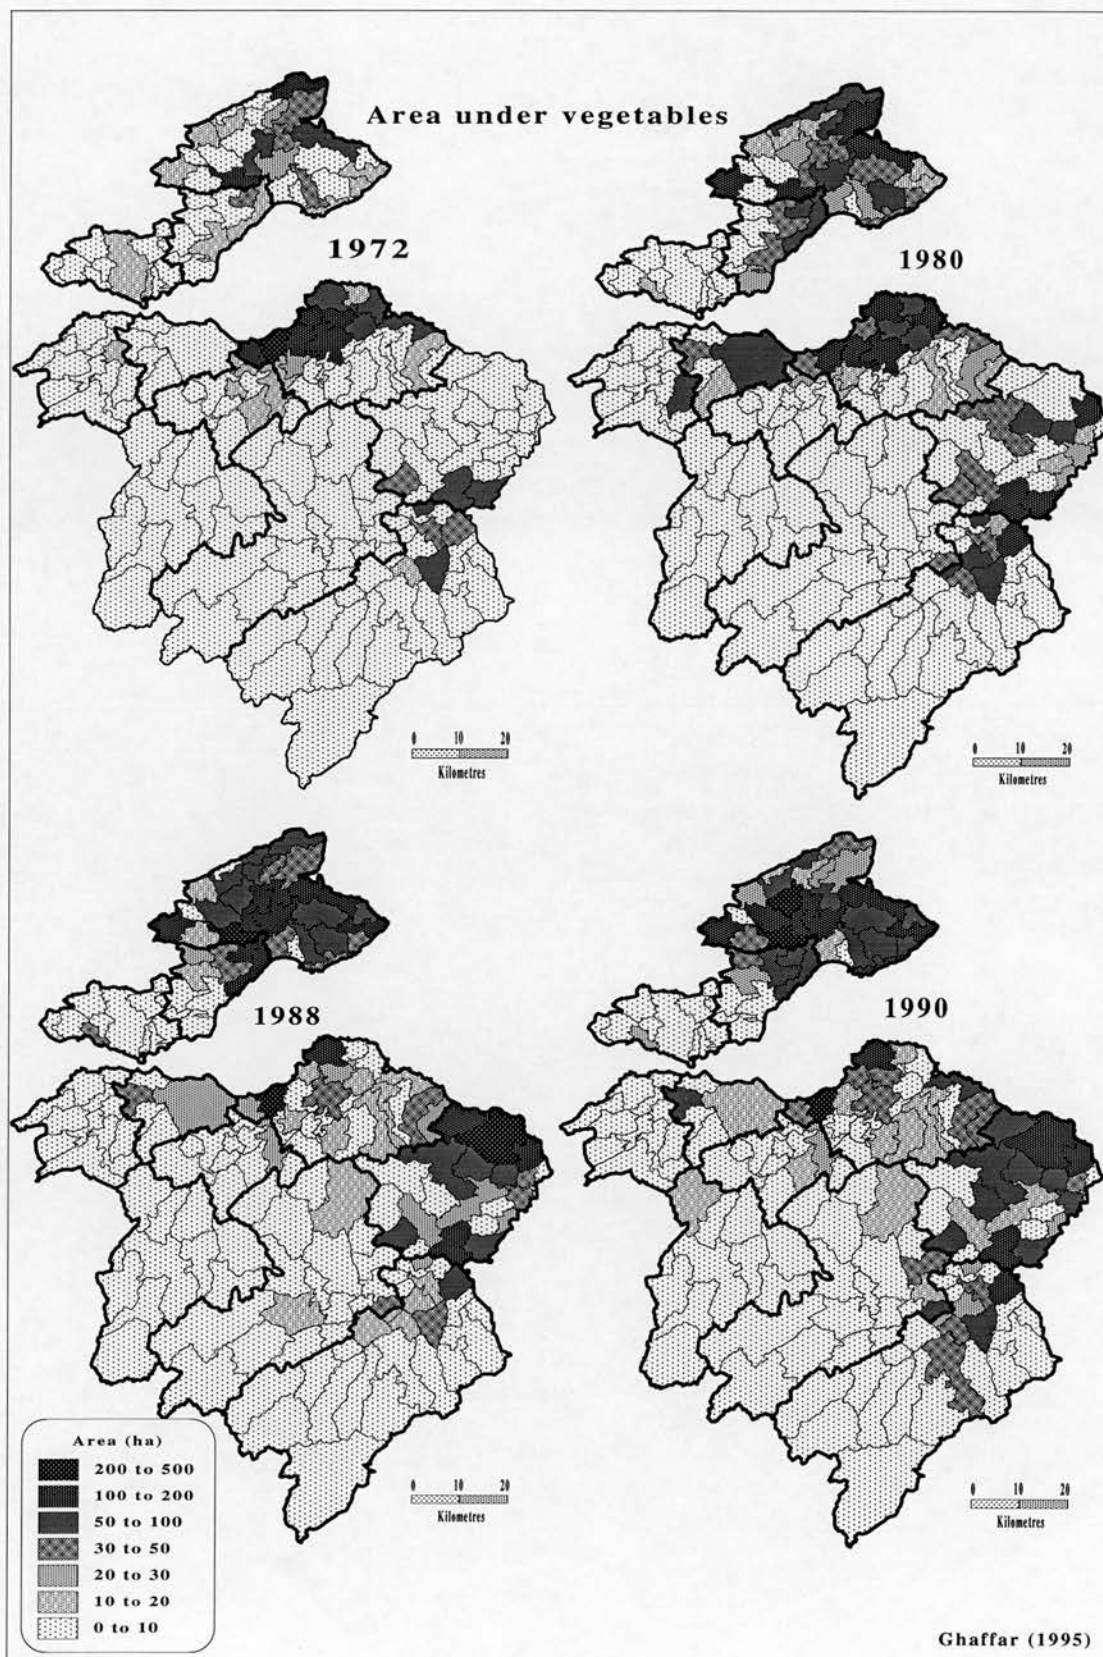 Area under vegetables
1972
1980
0 10 20
Kilometres
0 10 20
Kilometres
1988
1990
Area (ha)
200 to 500
100 to 200
50 to 100
30 to 50
20 to 30
10 to 20
0 to 10
0 10 20
Kilometres
0 10 20
Kilometres
Ghaffar (1995)